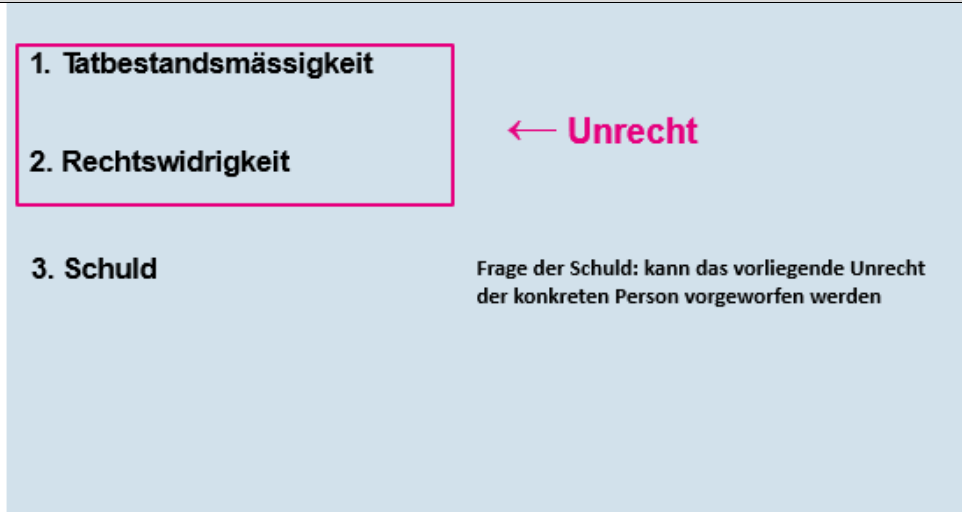 1. Tatbestandsmässigkeit
← Unrecht
2. Rechtswidrigkeit
3. Schuld
Frage der Schuld: kann das vorliegende Unrecht
der konkreten Person vorgeworfen werden